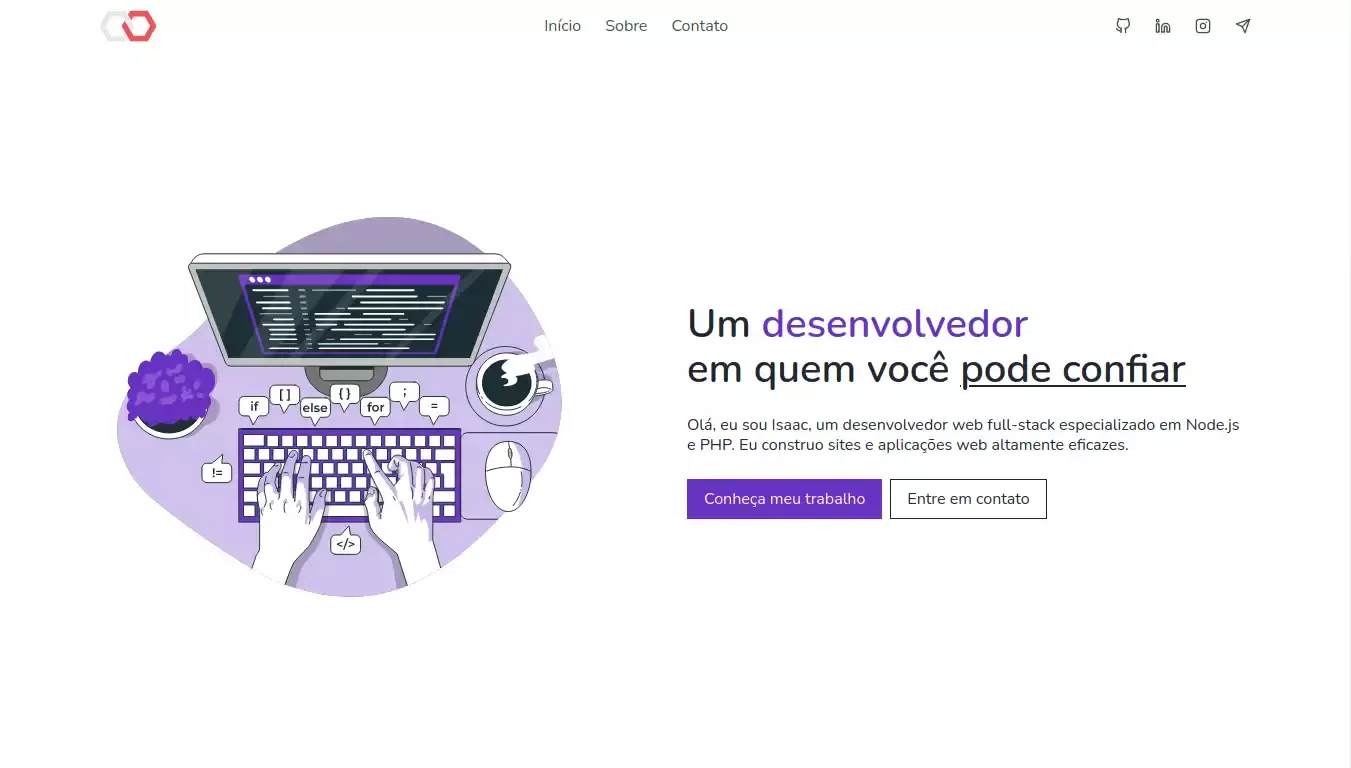 Início Sobre Contato
if
[ ]
else
{ }
for
;
=
!=
</>
Um desenvolvedor
em quem você pode confiar
Olá, eu sou Isaac, um desenvolvedor web full-stack especializado em Node.js
e PHP. Eu construo sites e aplicações web altamente eficazes.
Conheça meu trabalho Entre em contato